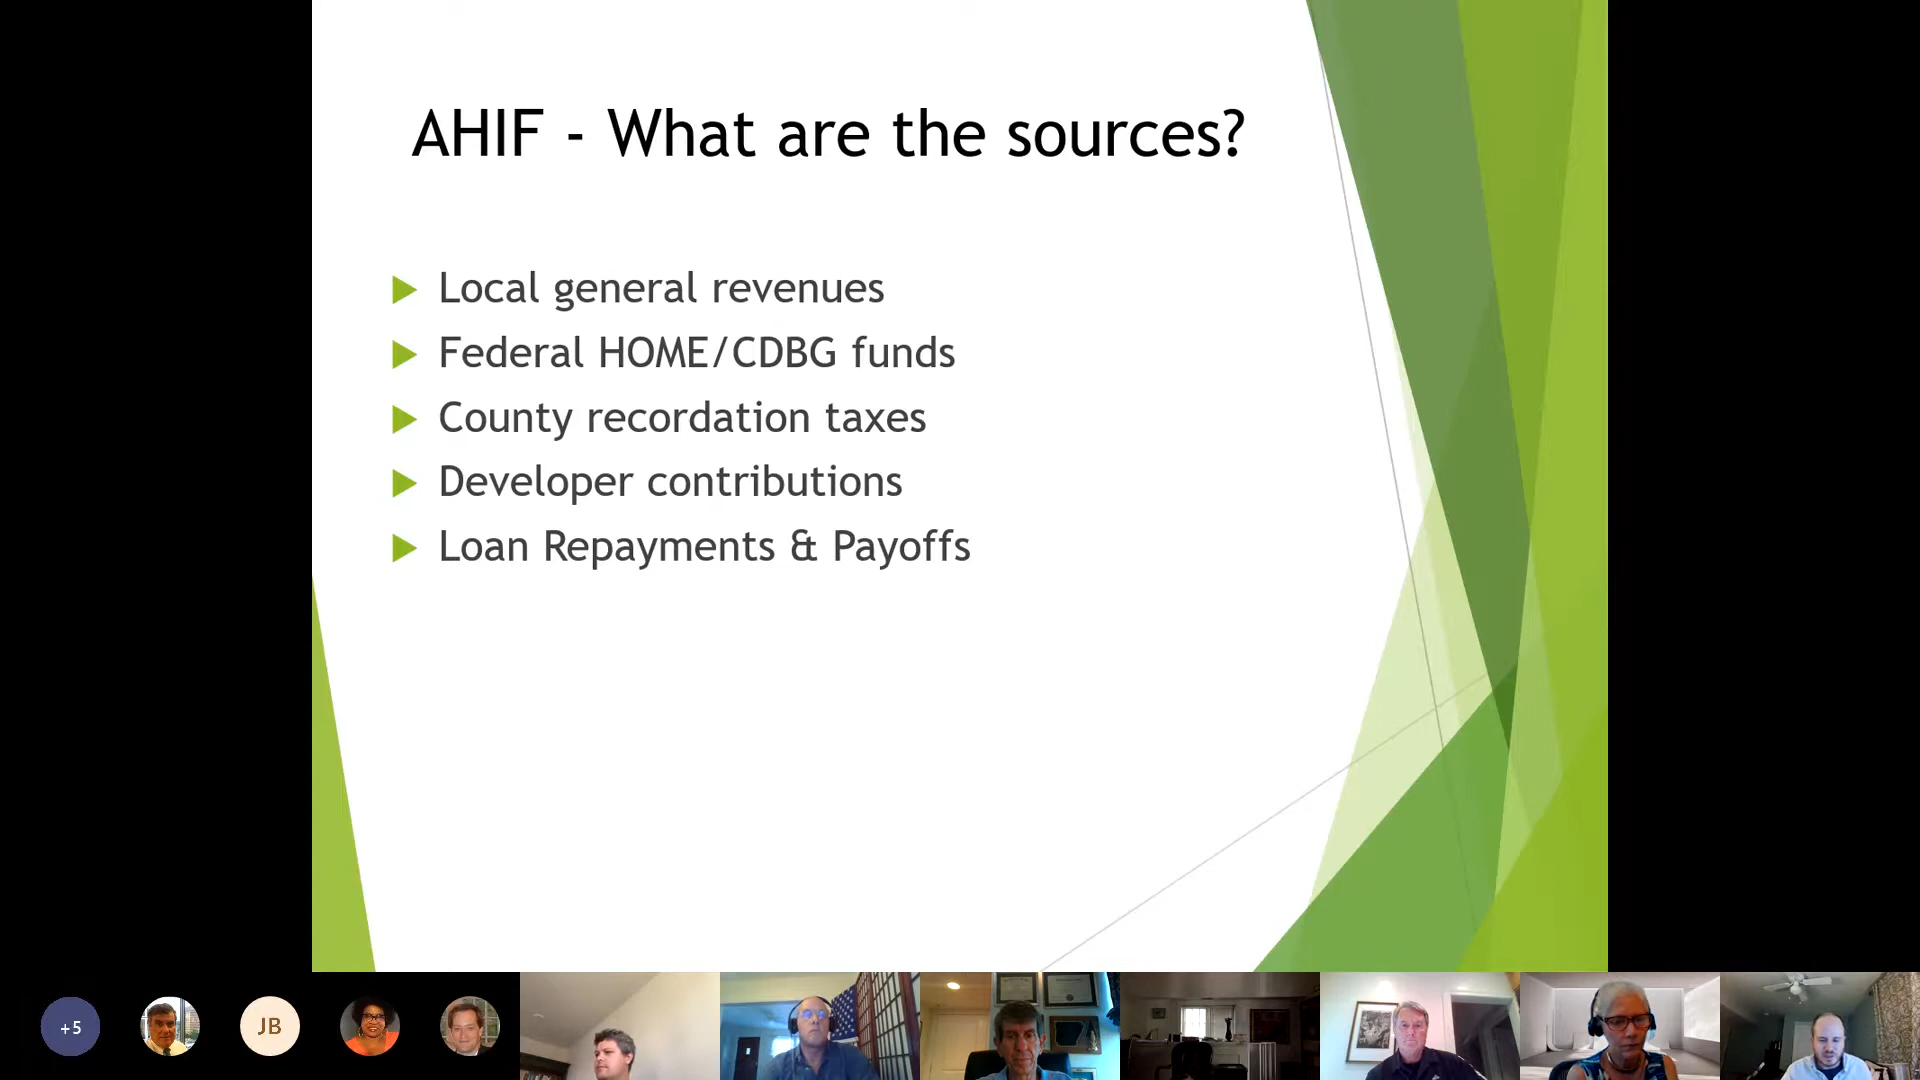 AHIF - What are the sources?
Local general revenues
Federal HOME/CDBG funds
County recordation taxes
Developer contributions
Loan Repayments & Payoffs
+5
JB